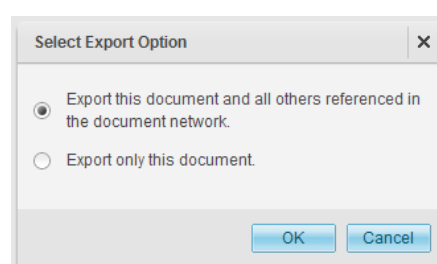 Select Export Option
Export this document and all others referenced in
the document network.
Export only this document.
OK
Cancel